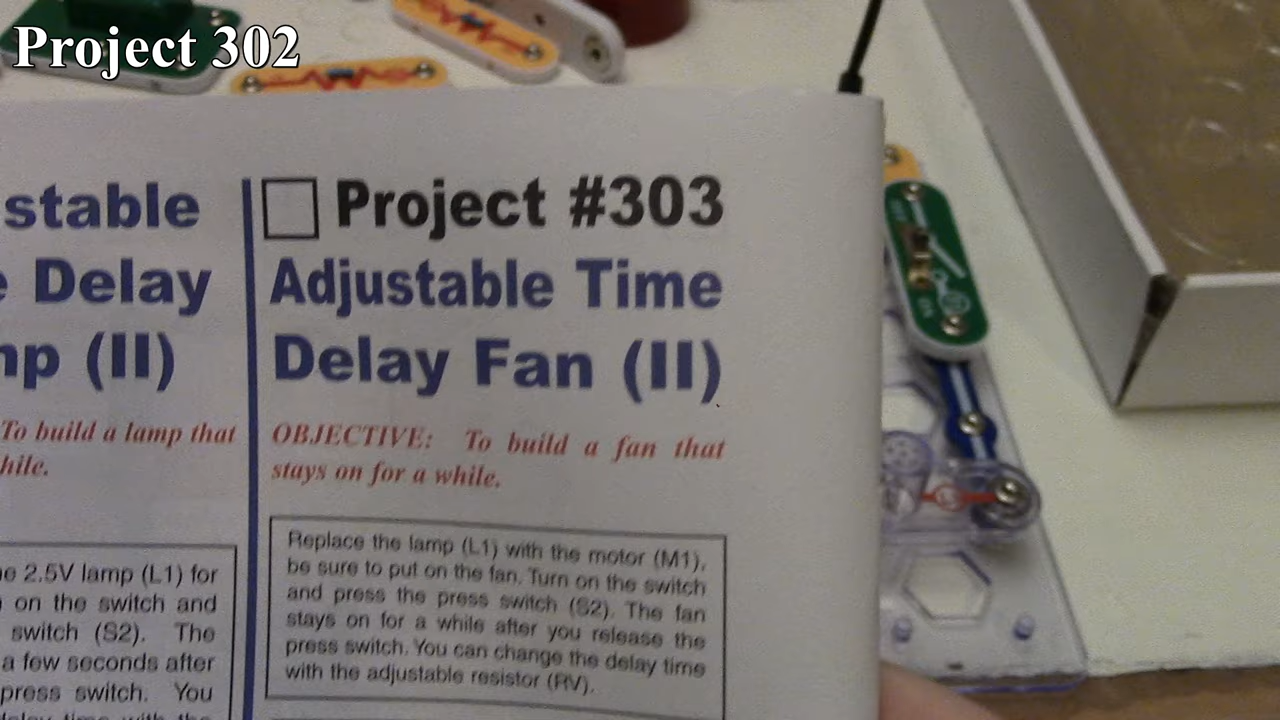 Project 302
stable
Delay
(II)
To build a lamp that
2.5V lamp (L1) for
on the switch and
switch (S2). The
a few seconds after
press switch. You
delay time with the
Project #303
Adjustable Time
Delay Fan (II)
OBJECTIVE: To build a fan that
stays on for a while.
Replace the lamp (L1) with the motor (M1),
be sure to put on the fan. Turn on the switch
and press the press switch (S2). The fan
stays on for a while after you release the
press switch. You can change the delay time
with the adjustable resistor (RV).